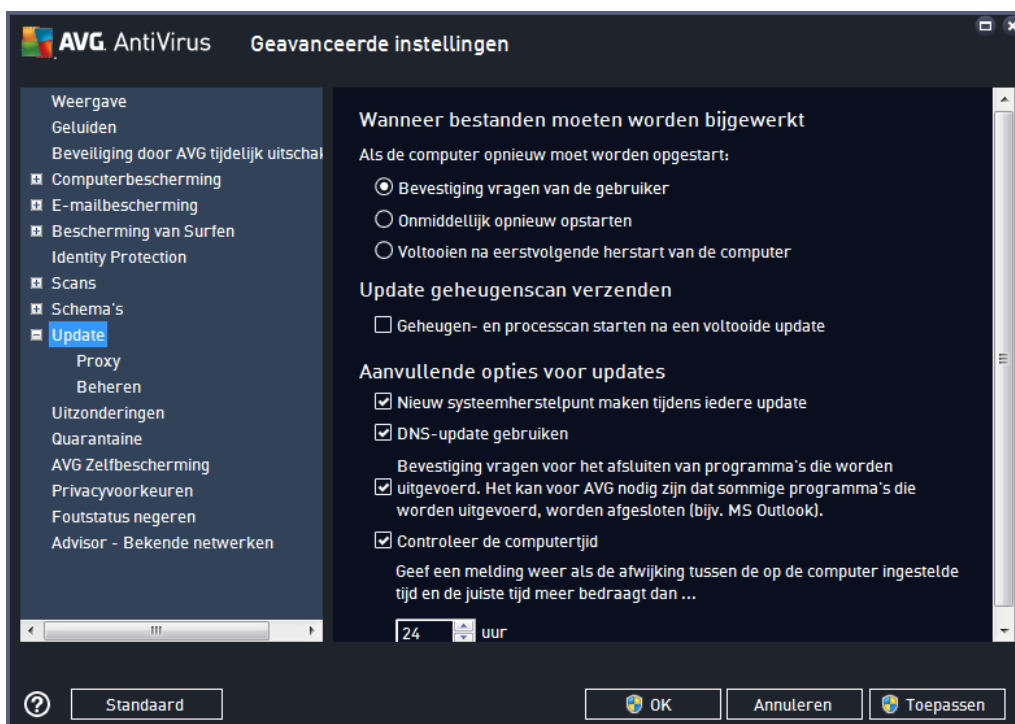 AVG. AntiVirus
Geavanceerde instellingen
Weergave
Geluiden
Beveiliging door AVG tijdelijk uitschak
Computerbescherming
E-mailbescherming
Bescherming van Surfen
Identity Protection
Scans
Schema's
Update
Proxy
Beheren
Uitzonderingen
Quarantaine
AVG Zelfbescherming
Privacyvoorkeuren
Foutstatus negeren
Advisor - Bekende netwerken
Wanneer bestanden moeten worden bijgewerkt
Als de computer opnieuw moet worden opgestart:
Bevestiging vragen van de gebruiker
Onmiddellijk opnieuw opstarten
Voltooien na eerstvolgende herstart van de computer
Update geheugenscan verzenden
Geheugen- en processcan starten na een voltooide update
Aanvullende opties voor updates
Nieuw systeemherstelpunt maken tijdens iedere update
DNS-update gebruiken
Bevestiging vragen voor het afsluiten van programma's die worden
uitgevoerd. Het kan voor AVG nodig zijn dat sommige programma's die
worden uitgevoerd, worden afgesloten (bijv. MS Outlook).
Controleer de computertijd
Geef een melding weer als de afwijking tussen de op de computer ingestelde
tijd en de juiste tijd meer bedraagt dan ...
24 uur
Standaard
OK
Annuleren
Toepassen